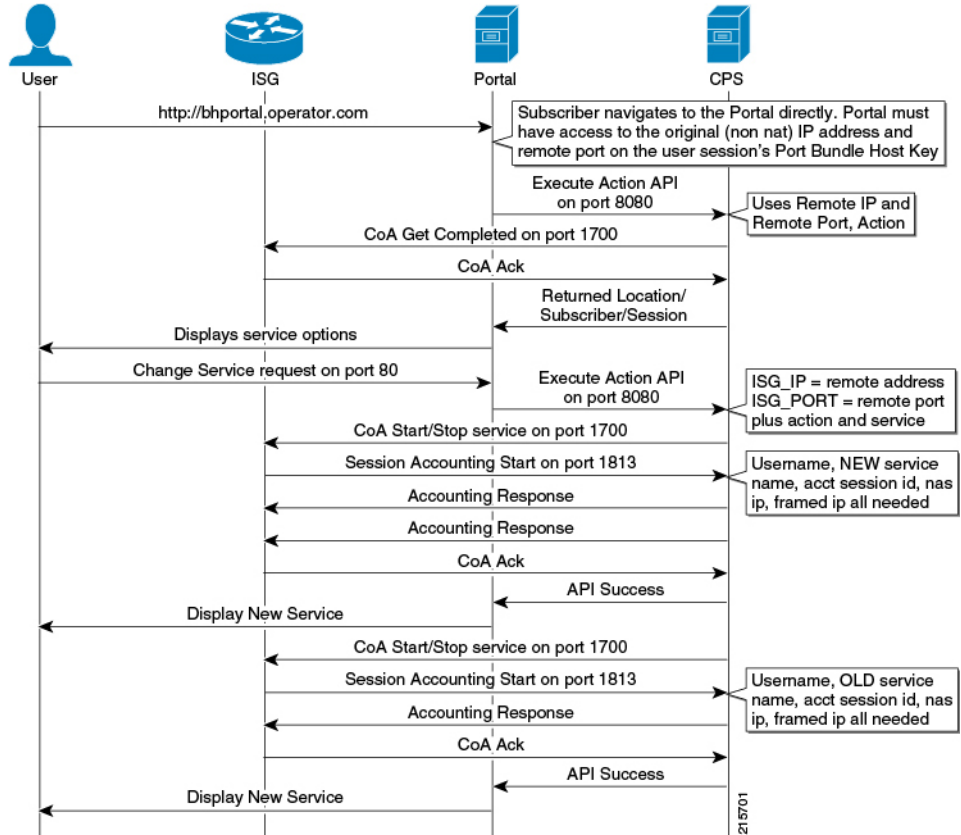 User
ISG
Portal
CPS
http://bhportal.operator.com
Subscriber navigates to the Portal directly. Portal must
have access to the original (non nat) IP address and
remote port on the user session's Port Bundle Host Key
Execute Action API
on port 8080
Uses Remote IP and
Remote Port, Action
CoA Get Completed on port 1700
CoA Ack
Returned Location/
Subscriber/Session
Displays service options
Change Service request on port 80
Execute Action API
on port 8080
ISG_IP = remote address
ISG_PORT = remote port
plus action and service
CoA Start/Stop service on port 1700
Session Accounting Start on port 1813
Username, NEW service
name, acct session id, nas
ip, framed ip all needed
Accounting Response
Accounting Response
CoA Ack
API Success
Display New Service
CoA Start/Stop service on port 1700
Session Accounting Start on port 1813
Username, OLD service
name, acct session id, nas
ip, framed ip all needed
Accounting Response
CoA Ack
API Success
Display New Service
215701